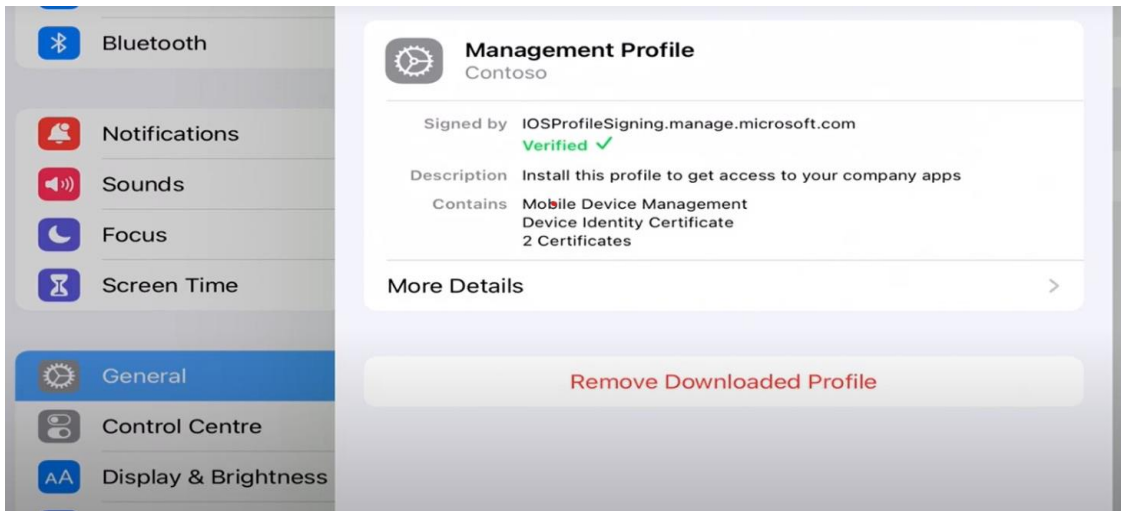 Bluetooth
Notifications
Sounds
Focus
Screen Time
General
Control Centre
AA Display & Brightness
Management Profile
Contoso
Signed by IOSProfileSigning.manage.microsoft.com
Verified ✓
Description Install this profile to get access to your company apps
Contains Mobile Device Management
Device Identity Certificate
2 Certificates
More Details
Remove Downloaded Profile